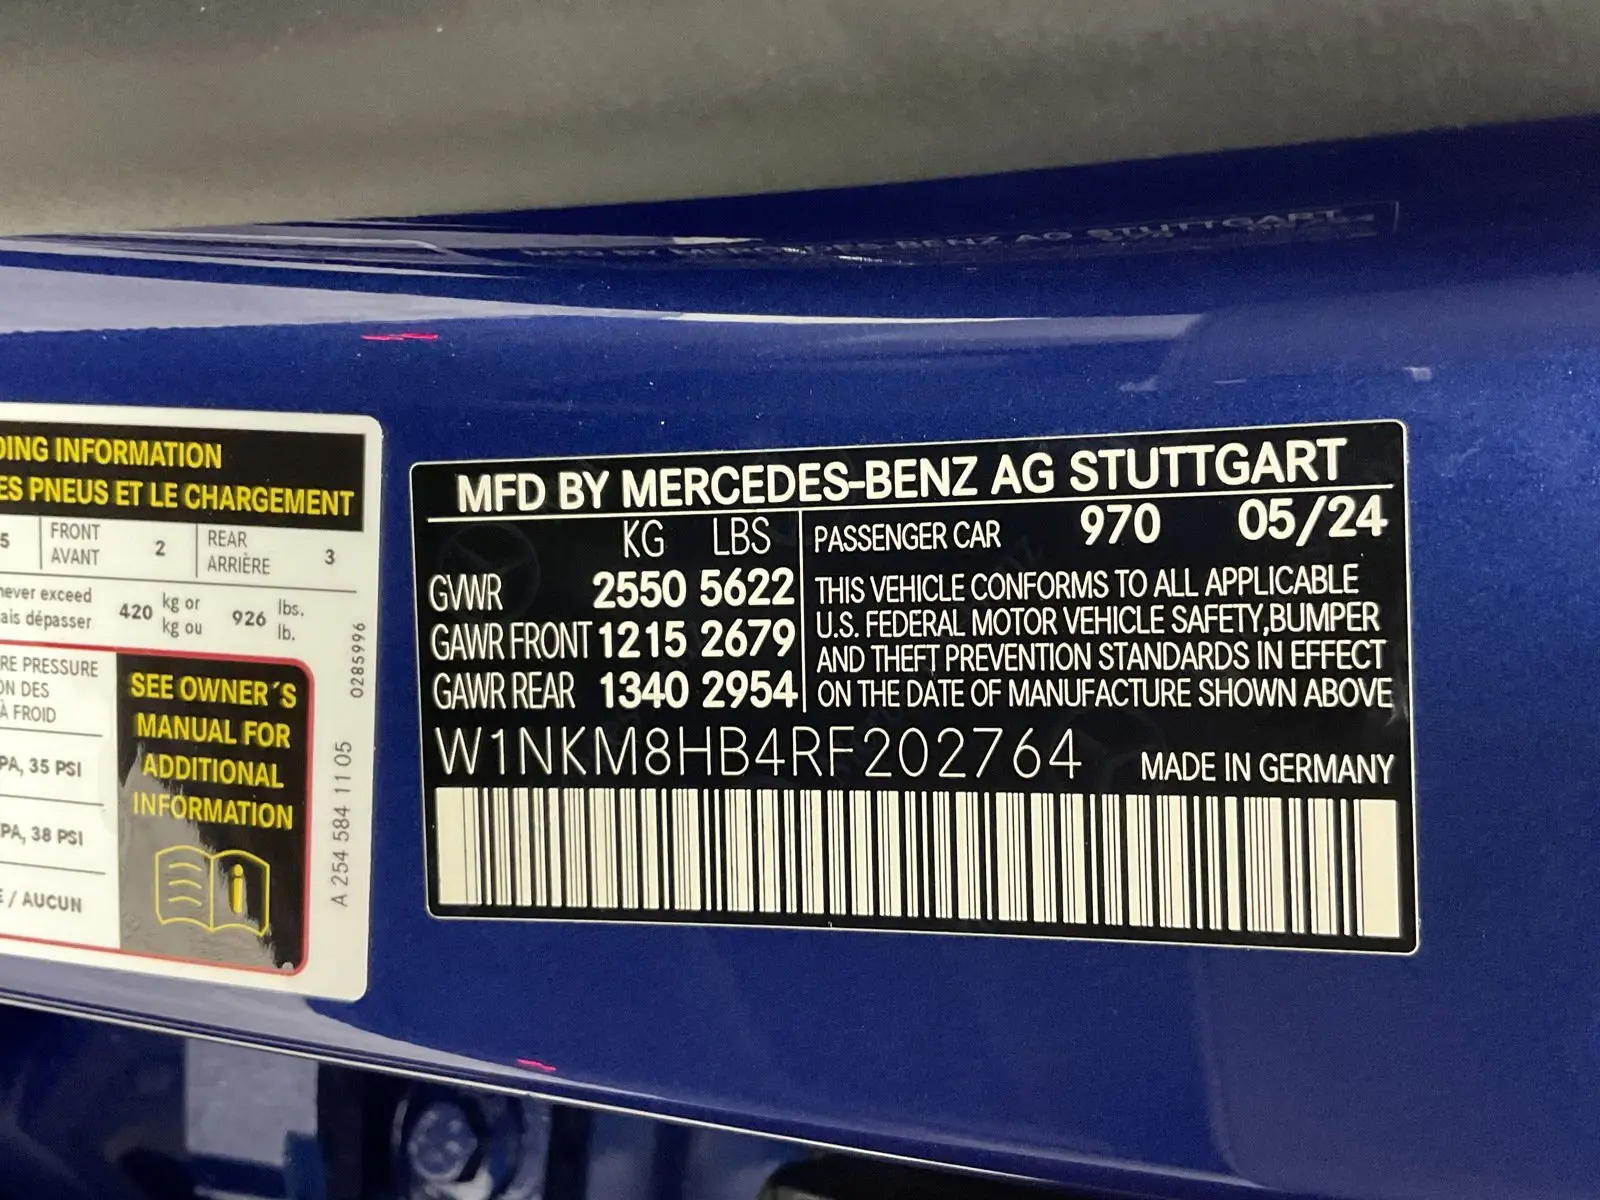 DING INFORMATION
ES PNEUS ET LE CHARGEMENT
5 FRONT AVANT 2 REAR ARRIÈRE 3
never exceed
ais dépasser 420 kg or kg ou 926 lbs. lb.
RE PRESSURE
ON DES
À FROID
PA, 35 PSI
PA, 38 PSI
E / AUCUN
SEE OWNER´S
MANUAL FOR
ADDITIONAL
INFORMATION
i
0285996
A 254 584 11 05
MFD BY MERCEDES-BENZ AG STUTTGART
KG LBS
GVWR 2550 5622
GAWR FRONT 1215 2679
GAWR REAR 1340 2954
PASSENGER CAR 970 05/24
THIS VEHICLE CONFORMS TO ALL APPLICABLE
U.S. FEDERAL MOTOR VEHICLE SAFETY,BUMPER
AND THEFT PREVENTION STANDARDS IN EFFECT
ON THE DATE OF MANUFACTURE SHOWN ABOVE
W1NKM8HB4RF202764
MADE IN GERMANY